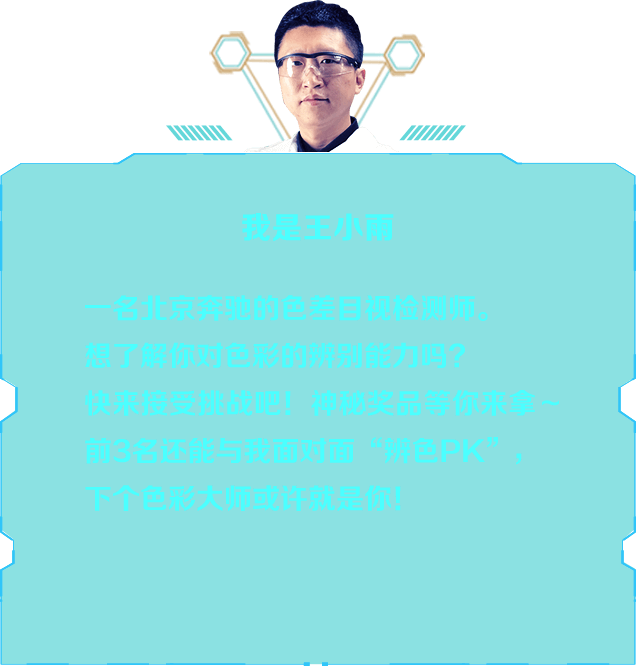 我是王小雨
一名北京奔驰的色差目视检测师。
想了解你对色彩的辨别能力吗？
快来接受挑战吧！神秘奖品等你来拿~
前3名还能与我面对面“辨色PK”，
下个色彩大师或许就是你！